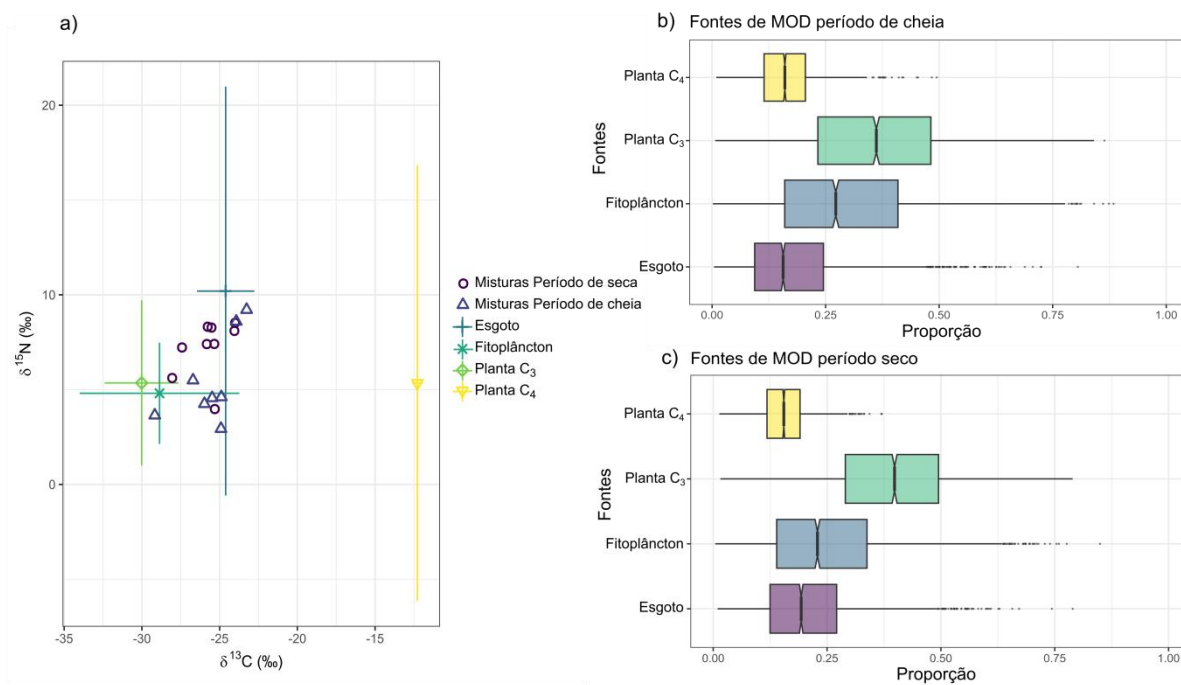 a)
δ¹⁵N (‰)
20
10
0
-35
-30
-25
-20
-15
δ¹³C (‰)
Misturas Período de seca
Misturas Período de cheia
Esgoto
Fitoplâncton
Planta C₃
Planta C₄
b) Fontes de MOD período de cheia
Fontes
Planta C₄
Planta C₃
Fitoplâncton
Esgoto
0.00
0.25
0.50
0.75
1.00
Proporção
c) Fontes de MOD período seco
Fontes
Planta C₄
Planta C₃
Fitoplâncton
Esgoto
0.00
0.25
0.50
0.75
1.00
Proporção